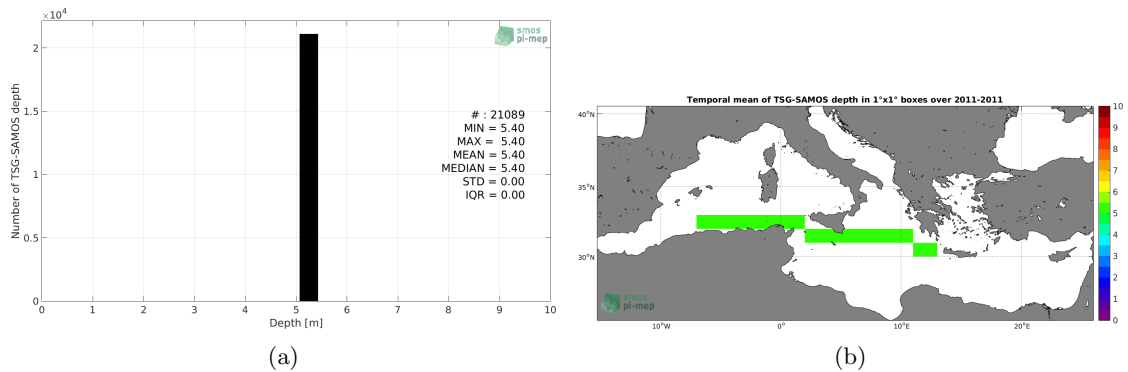 ×10⁴
2
1.5
1
0.5
0
Number of TSG-SAMOS depth
smos
pi-mep
# : 21089
MIN = 5.40
MAX = 5.40
MEAN = 5.40
MEDIAN = 5.40
STD = 0.00
IQR = 0.00
0 1 2 3 4 5 6 7 8 9 10
Depth [m]
(a)
Temporal mean of TSG-SAMOS depth in 1°x1° boxes over 2011-2011
40°N
35°N
30°N
10°W 0° 10°E 20°E
smos
pi-mep
10
9
8
7
6
5
4
3
2
1
0
(b)